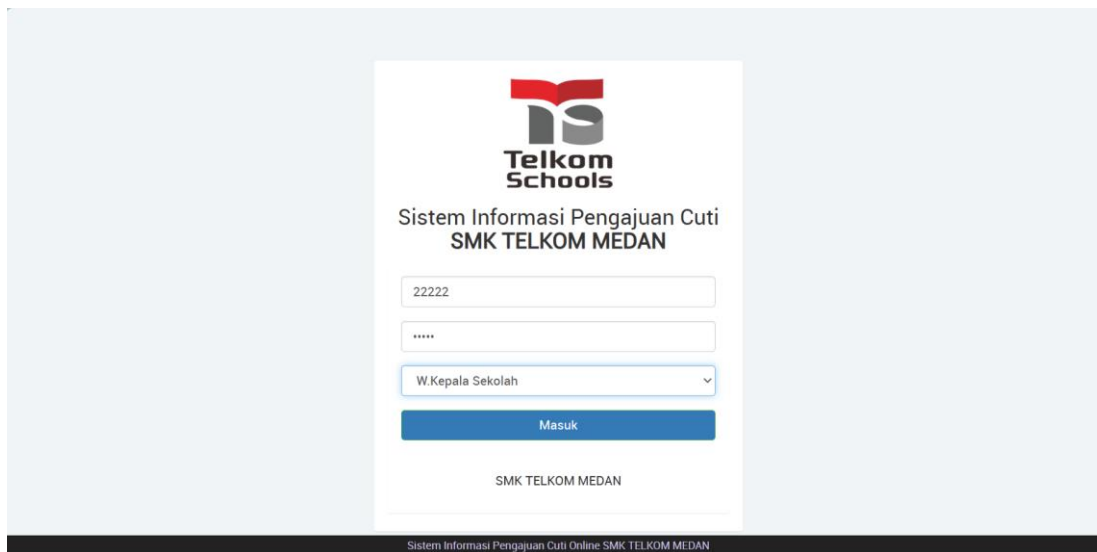 Telkom
Schools
Sistem Informasi Pengajuan Cuti
SMK TELKOM MEDAN
22222
•••••
W.Kepala Sekolah
Masuk
SMK TELKOM MEDAN
Sistem Informasi Pengajuan Cuti Online SMK TELKOM MEDAN